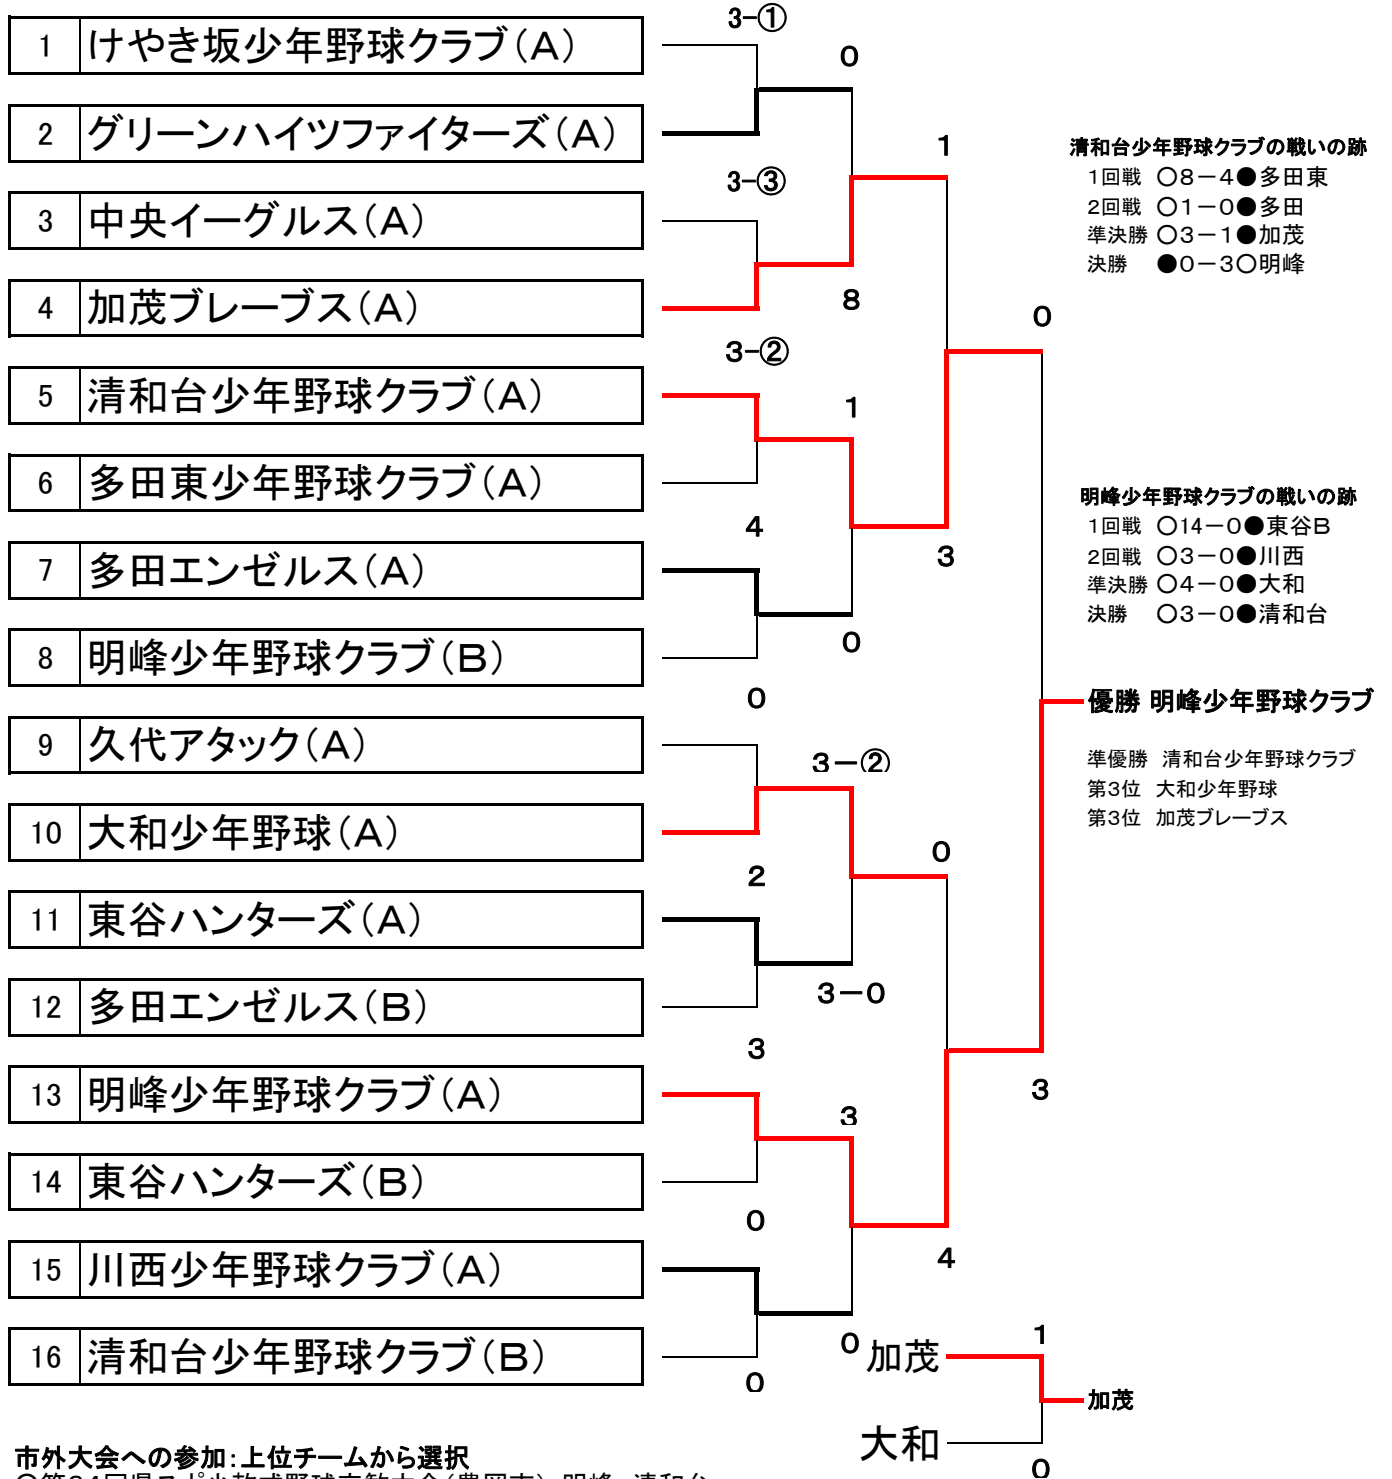 1 けやき坂少年野球クラブ(A)
2 グリーンハイツファイターズ(A)
3 中央イーグルス(A)
4 加茂ブレーブス(A)
5 清和台少年野球クラブ(A)
6 多田東少年野球クラブ(A)
7 多田エンゼルス(A)
8 明峰少年野球クラブ(B)
9 久代アタック(A)
10 大和少年野球(A)
11 東谷ハンターズ(A)
12 多田エンゼルス(B)
13 明峰少年野球クラブ(A)
14 東谷ハンターズ(B)
15 川西少年野球クラブ(A)
16 清和台少年野球クラブ(B)
3-①
3-③
3-②
4
0
2
3
0
0
0
8
1
0
3-②
3-0
3
0
1
3
0
4
0
3
清和台少年野球クラブの戦いの跡
1回戦 ○8-4●多田東
2回戦 ○1-0●多田
準決勝 ○3-1●加茂
決勝 ●0-3○明峰
明峰少年野球クラブの戦いの跡
1回戦 ○14-0●東谷B
2回戦 ○3-0●川西
準決勝 ○4-0●大和
決勝 ○3-0●清和台
優勝 明峰少年野球クラブ
準優勝 清和台少年野球クラブ
第3位 大和少年野球
第3位 加茂ブレーブス
加茂
1
加茂
大和
0
市外大会への参加:上位チームから選択